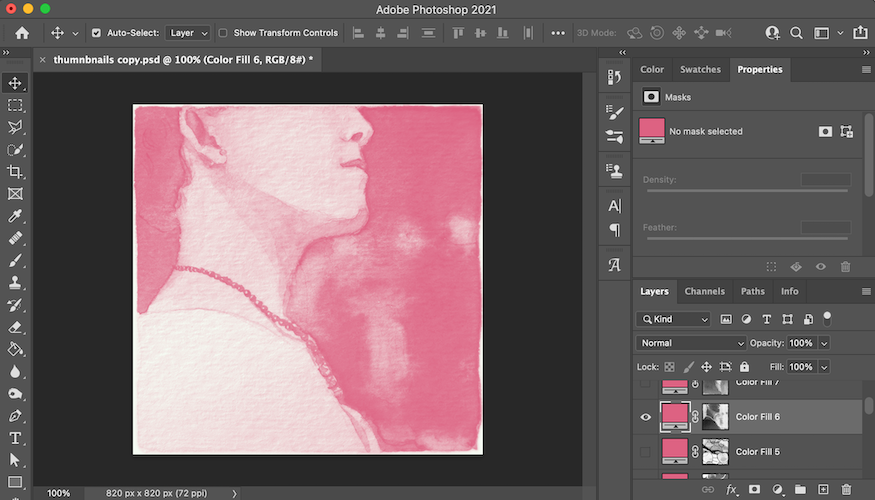 Adobe Photoshop 2021
Auto-Select: Layer Show Transform Controls 3D Mode:
thumnbnails copy.psd @ 100% (Color Fill 6, RGB/8#) *
Color Swatches Properties
Masks
No mask selected
Density:
Feather:
Layers Channels Paths Info
Kind
Normal Opacity: 100%
Lock: Fill: 100%
Color Fill 7
Color Fill 6
Color Fill 5
fx
100% 820 px x 820 px (72 ppi)